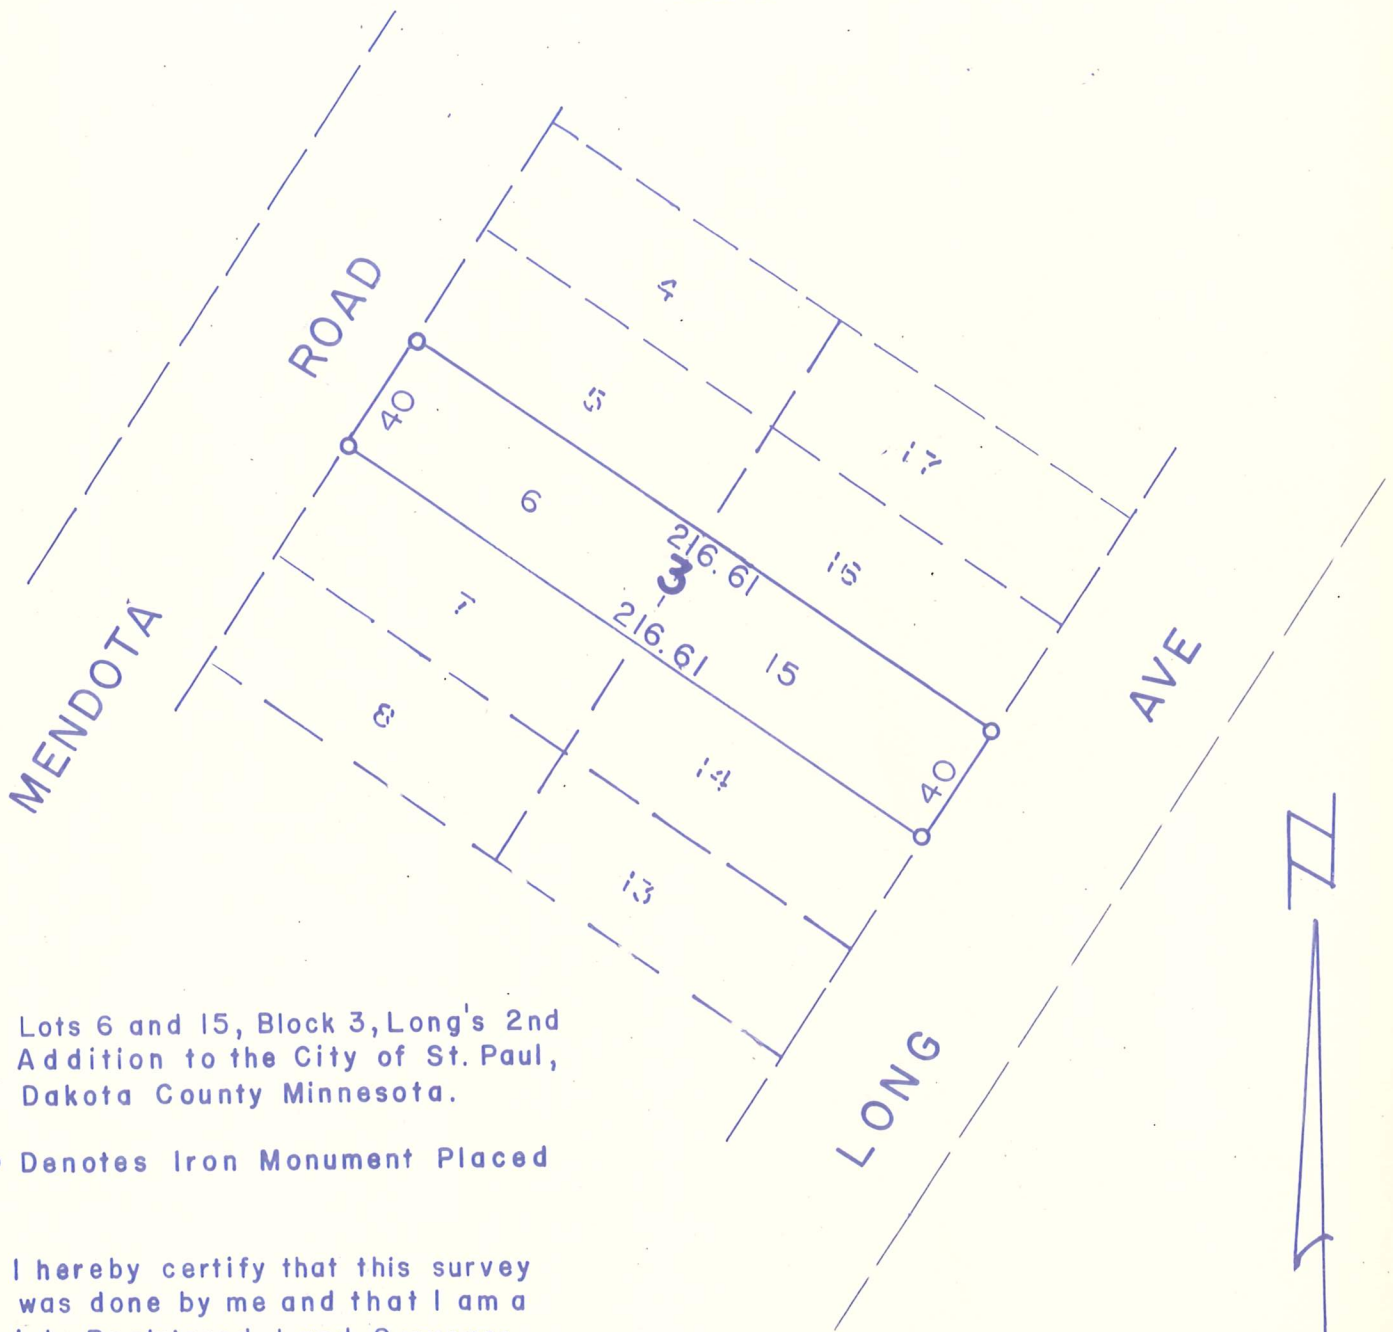 ROAD
4
40
5
17
6
216.61
16
3
7
216.61
15
AVE
MENDOTA
8
14
40
N
13
Lots 6 and 15, Block 3, Long's 2nd
Addition to the City of St. Paul,
Dakota County Minnesota.
LONG
Denotes Iron Monument Placed
I hereby certify that this survey
was done by me and that I am a